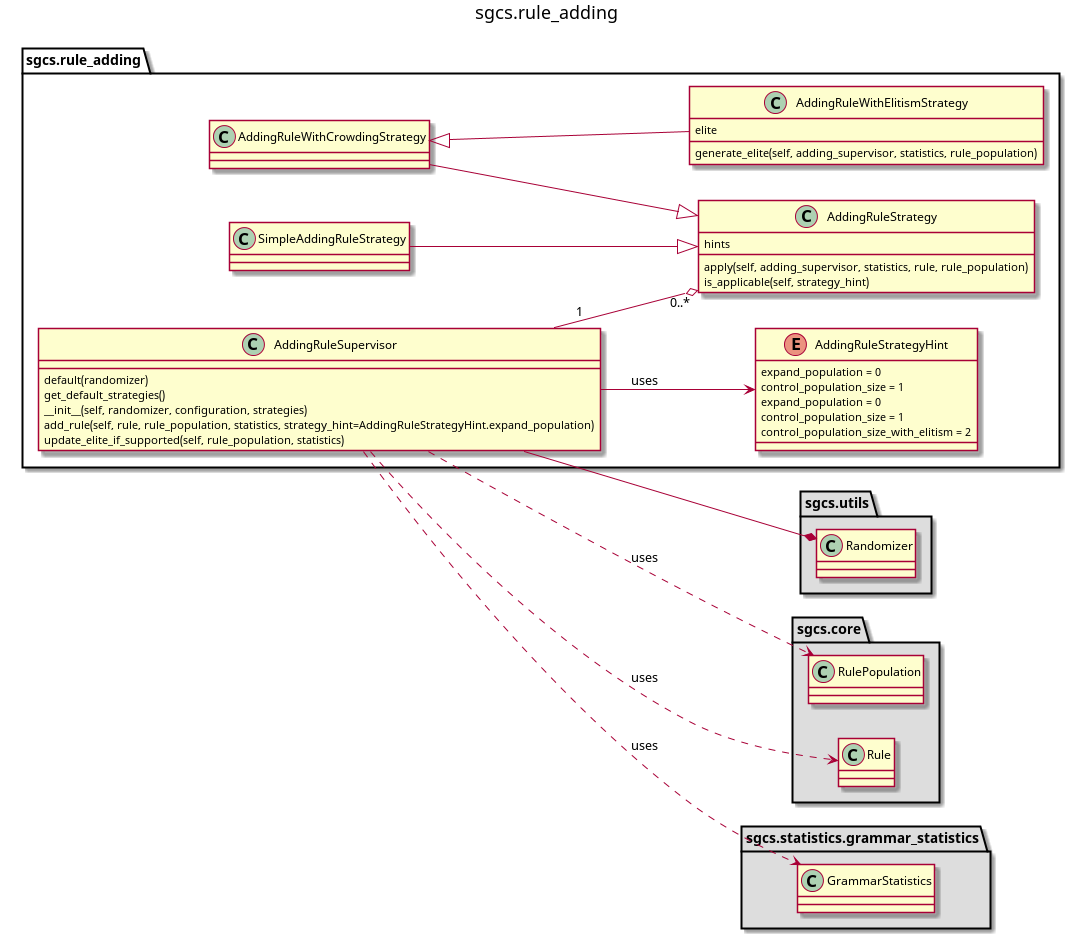 sgcs.rule_adding
sgcs.rule_adding
C AddingRuleWithElitismStrategy
elite
generate_elite(self, adding_supervisor, statistics, rule_population)
C AddingRuleWithCrowdingStrategy
C AddingRuleStrategy
hints
apply(self, adding_supervisor, statistics, rule, rule_population)
is_applicable(self, strategy_hint)
C SimpleAddingRuleStrategy
1
0..*
C AddingRuleSupervisor
default(randomizer)
get_default_strategies()
__init__(self, randomizer, configuration, strategies)
add_rule(self, rule, rule_population, statistics, strategy_hint=AddingRuleStrategyHint.expand_population)
update_elite_if_supported(self, rule_population, statistics)
uses
E AddingRuleStrategyHint
expand_population = 0
control_population_size = 1
expand_population = 0
control_population_size = 1
control_population_size_with_elitism = 2
sgcs.utils
C Randomizer
uses
sgcs.core
C RulePopulation
uses
C Rule
uses
sgcs.statistics.grammar_statistics
C GrammarStatistics